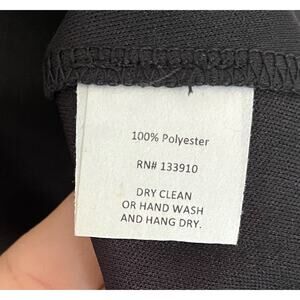 100% Polyester
RN# 133910
DRY CLEAN
OR HAND WASH
AND HANG DRY.